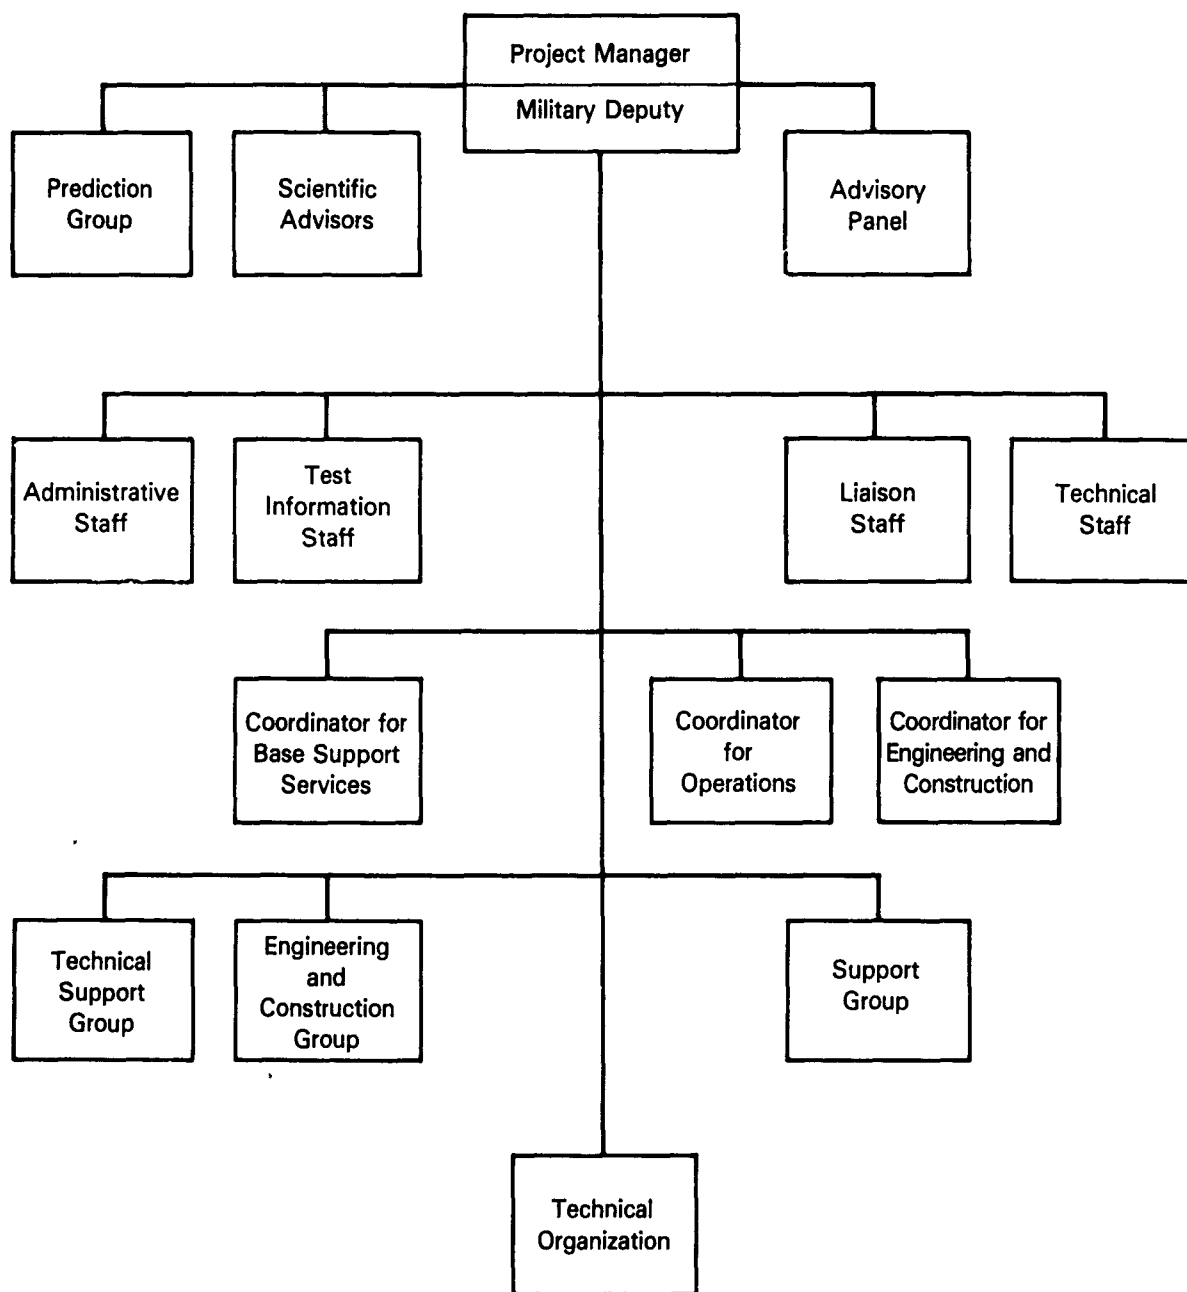 Project Manager
Military Deputy
Prediction
Group
Scientific
Advisors
Advisory
Panel
Administrative
Staff
Test
Information
Staff
Liaison
Staff
Technical
Staff
Coordinator for
Base Support
Services
Coordinator
for
Operations
Coordinator for
Engineering and
Construction
Technical
Support
Group
Engineering
and
Construction
Group
Support
Group
Technical
Organization